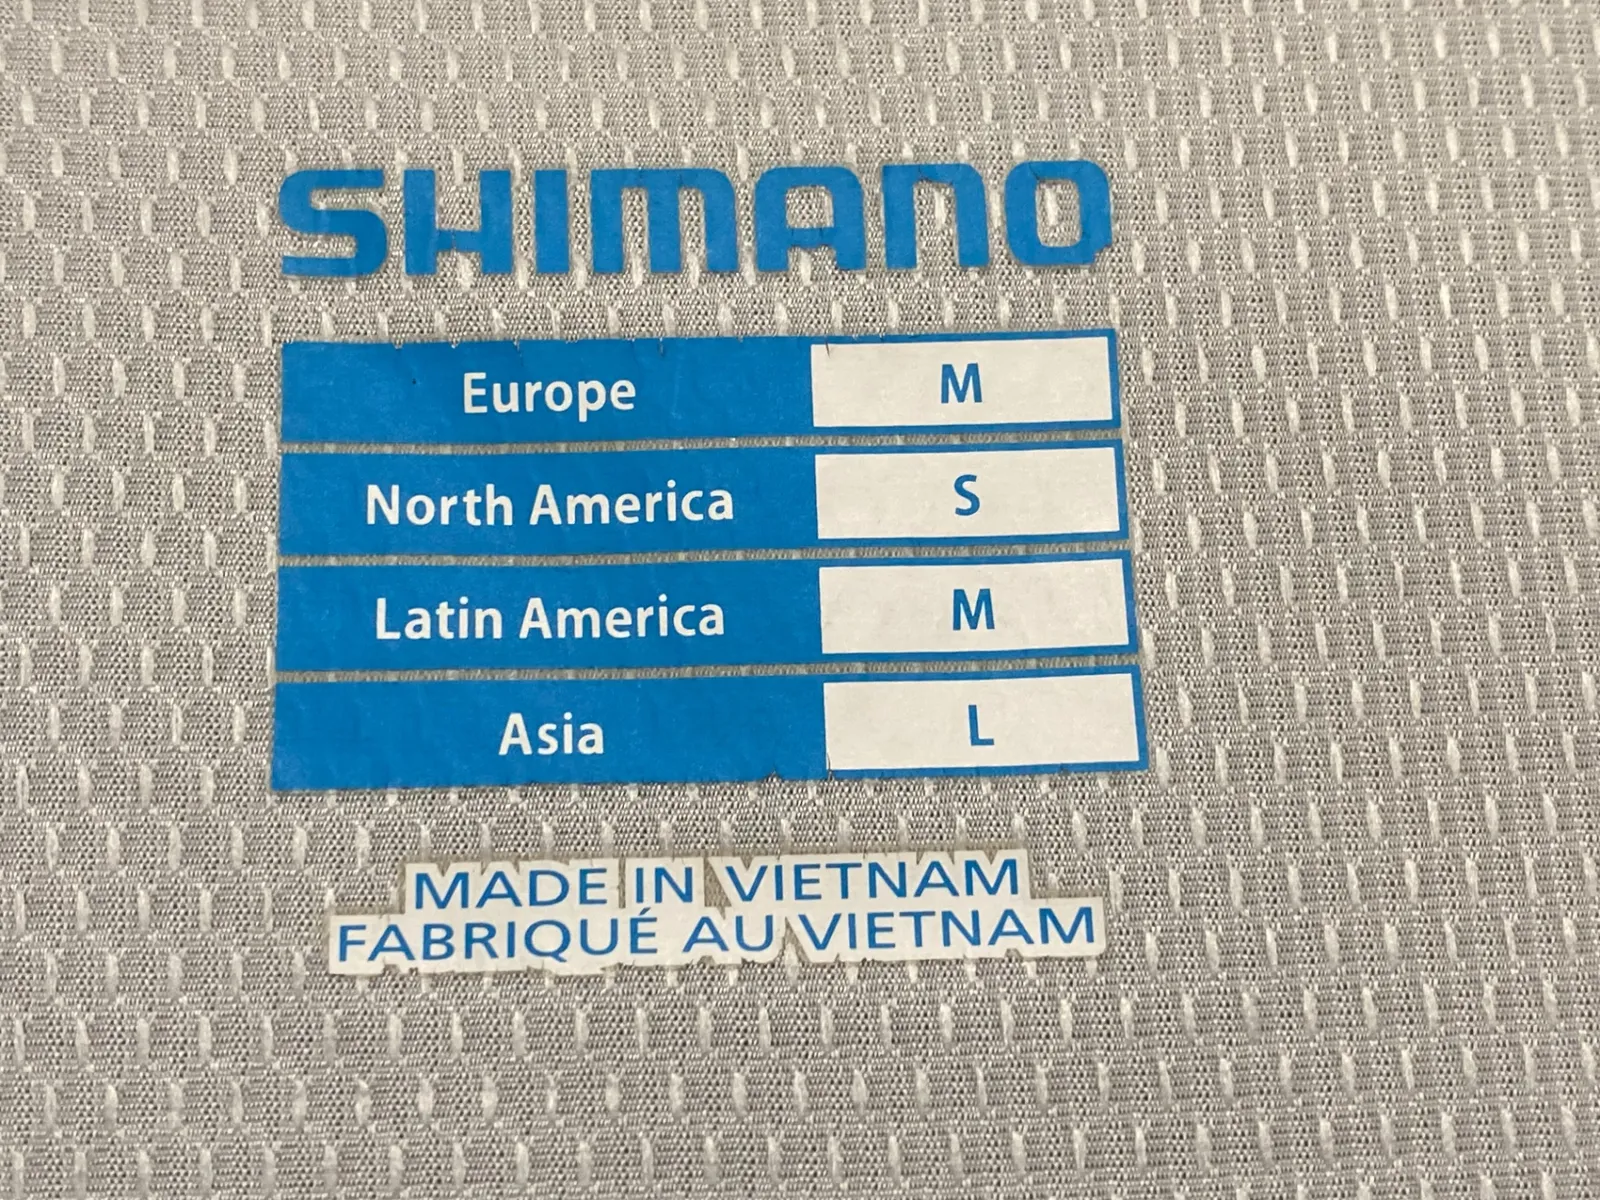 SHIMANO
Europe M
North America S
Latin America M
Asia L
MADE IN VIETNAM
FABRIQUÉ AU VIETNAM